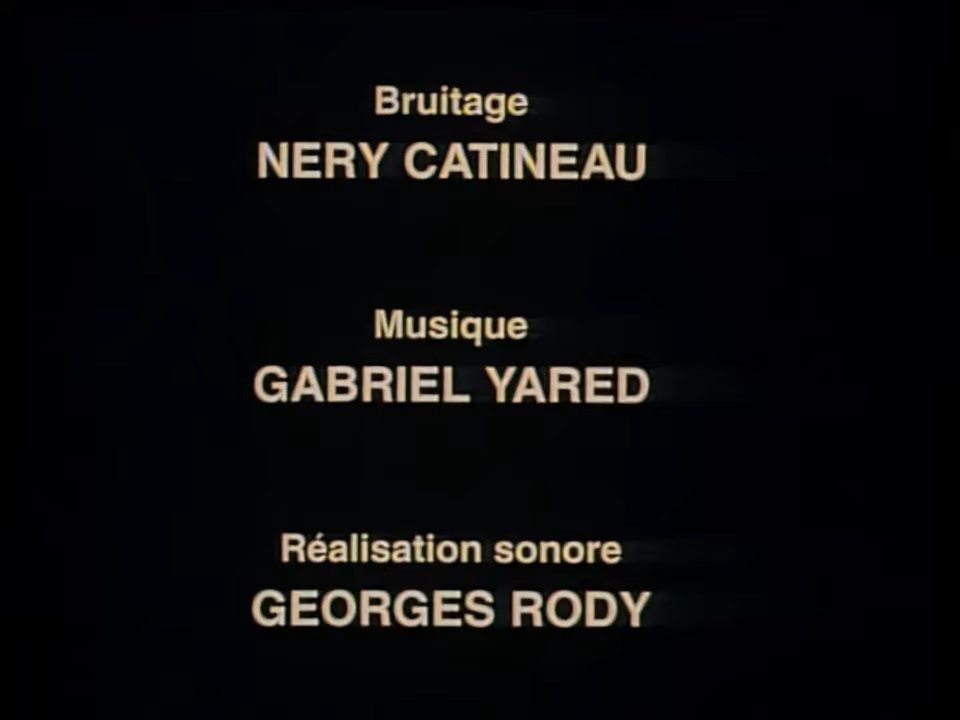 Bruitage
NERY CATINEAU
Musique
GABRIEL YARED
Réalisation sonore
GEORGES RODY